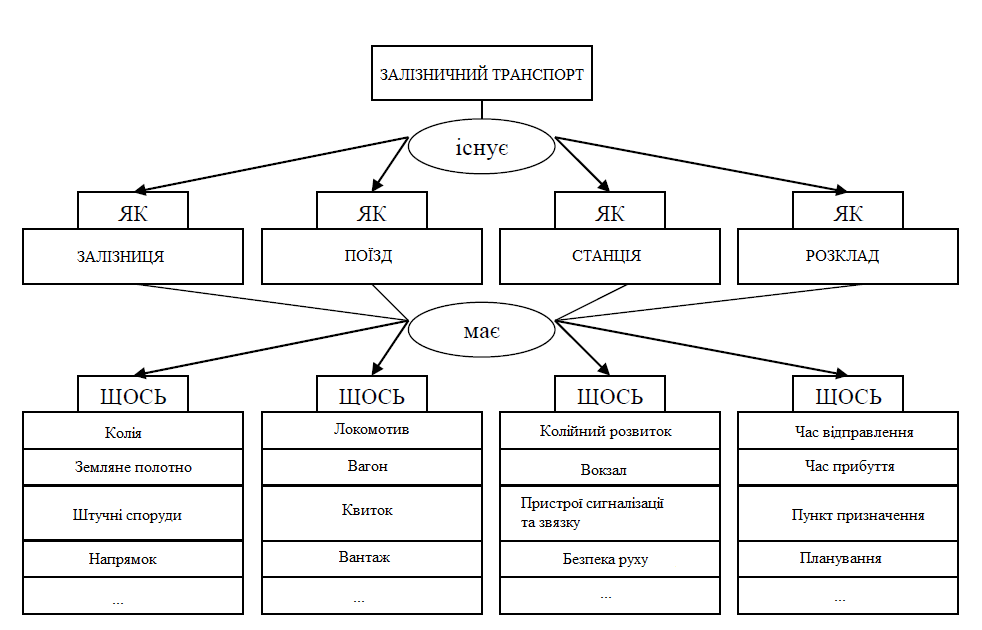 ЗАЛІЗНИЧНИЙ ТРАНСПОРТ
існує
ЯК
ЯК
ЯК
ЯК
ЗАЛІЗНИЦЯ
ПОЇЗД
СТАНЦІЯ
РОЗКЛАД
має
ЩОСЬ
ЩОСЬ
ЩОСЬ
ЩОСЬ
Колія
Локомотив
Колійний розвиток
Час відправлення
Земляне полотно
Вагон
Вокзал
Час прибуття
Штучні споруди
Квиток
Пристрої сигналізації
та звязку
Пункт призначення
Напрямок
Вантаж
Безпека руху
Планування
...
...
...
...